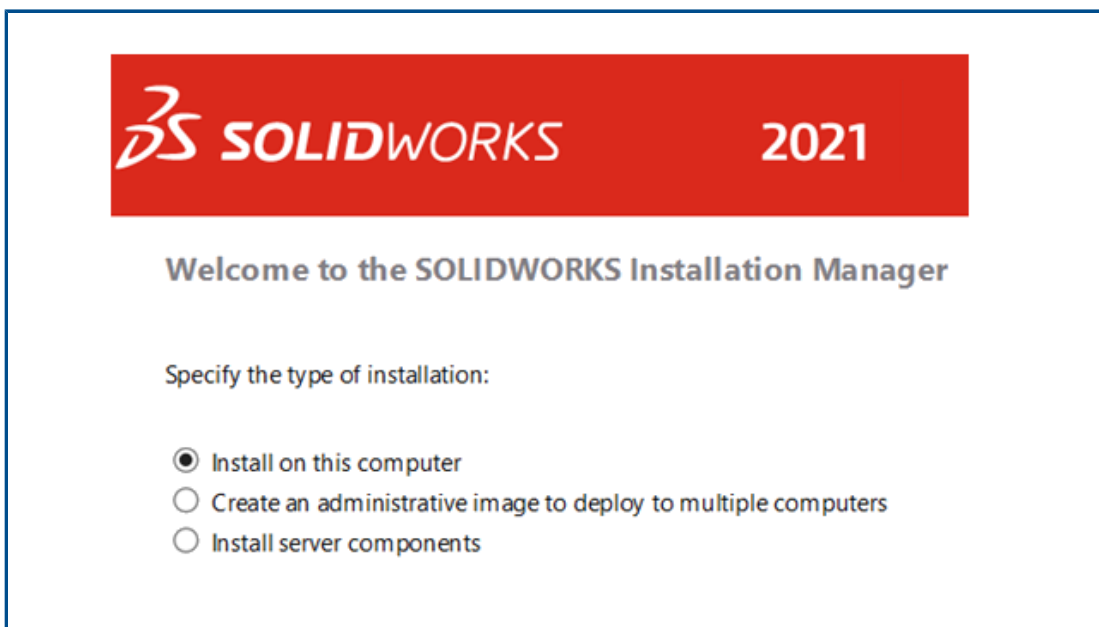 3DS SOLIDWORKS 2021
Welcome to the SOLIDWORKS Installation Manager
Specify the type of installation:
Install on this computer
Create an administrative image to deploy to multiple computers
Install server components